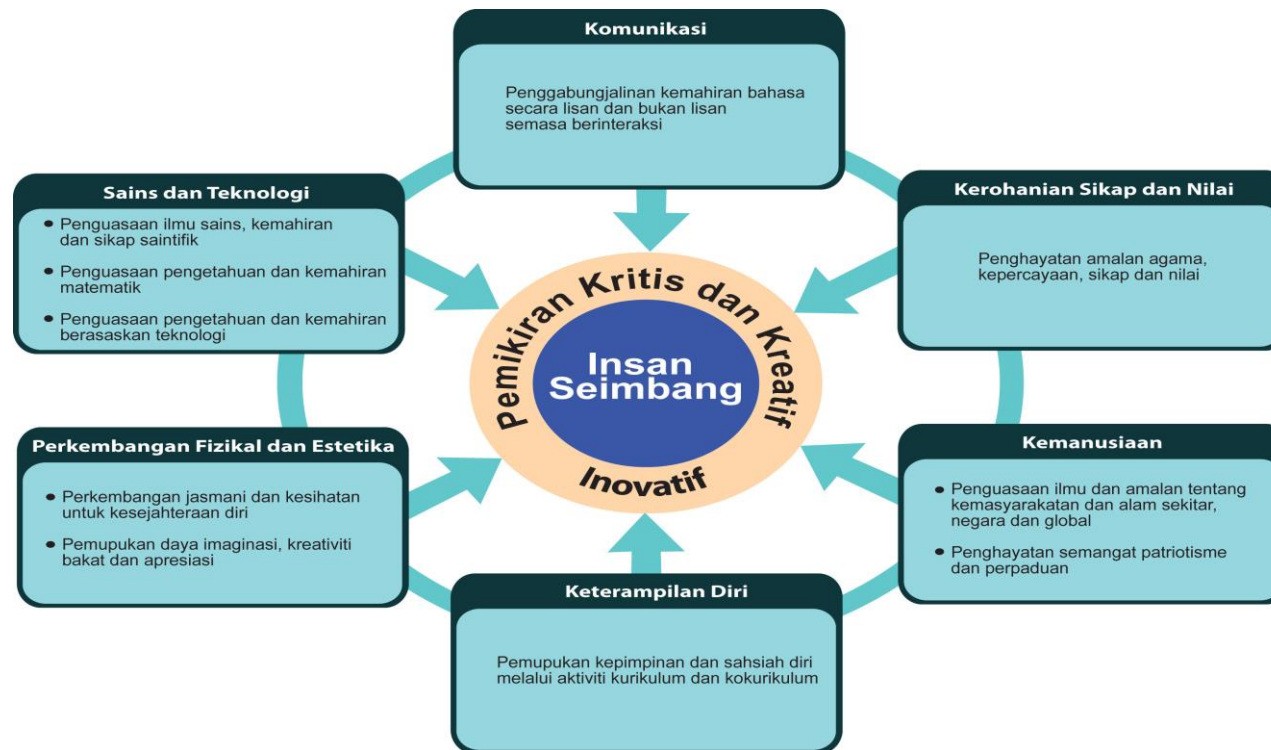 Komunikasi
Penggabungjalinan kemahiran bahasa
secara lisan dan bukan lisan
semasa berinteraksi
Sains dan Teknologi
• Penguasaan ilmu sains, kemahiran
dan sikap saintifik
• Penguasaan pengetahuan dan kemahiran
matematik
• Penguasaan pengetahuan dan kemahiran
berasaskan teknologi
Kerohanian Sikap dan Nilai
Penghayatan amalan agama,
kepercayaan, sikap dan nilai
Pemikiran Kritis dan Kreatif
Insan
Seimbang
Inovatif
Perkembangan Fizikal dan Estetika
• Perkembangan jasmani dan kesihatan
untuk kesejahteraan diri
• Pemupukan daya imaginasi, kreativiti
bakat dan apresiasi
Kemanusiaan
• Penguasaan ilmu dan amalan tentang
kemasyarakatan dan alam sekitar,
negara dan global
• Penghayatan semangat patriotisme
dan perpaduan
Keterampilan Diri
Pemupukan kepimpinan dan sahsiah diri
melalui aktiviti kurikulum dan kokurikulum